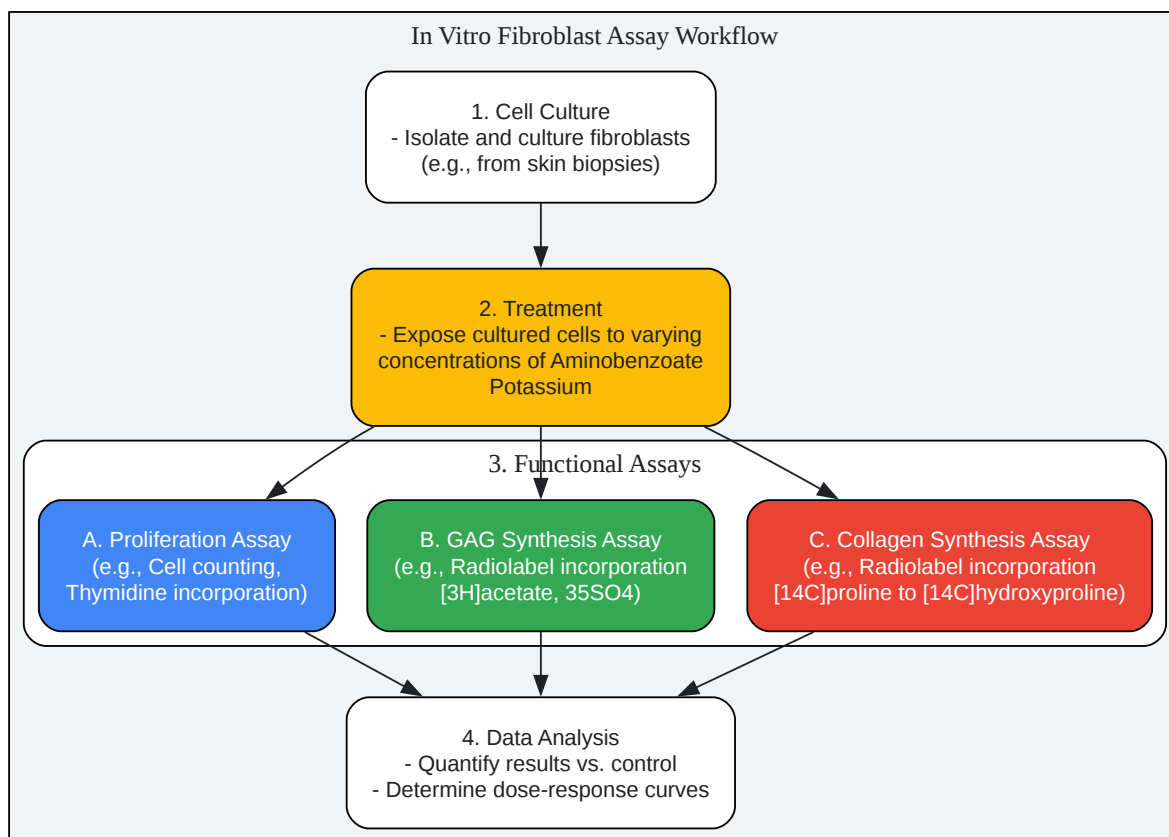 In Vitro Fibroblast Assay Workflow
1. Cell Culture
- Isolate and culture fibroblasts
(e.g., from skin biopsies)
2. Treatment
- Expose cultured cells to varying
concentrations of Aminobenzoate
Potassium
3. Functional Assays
A. Proliferation Assay
(e.g., Cell counting,
Thymidine incorporation)
B. GAG Synthesis Assay
(e.g., Radiolabel incorporation
[3H]acetate, 35SO4)
C. Collagen Synthesis Assay
(e.g., Radiolabel incorporation
[14C]proline to [14C]hydroxyproline)
4. Data Analysis
- Quantify results vs. control
- Determine dose-response curves